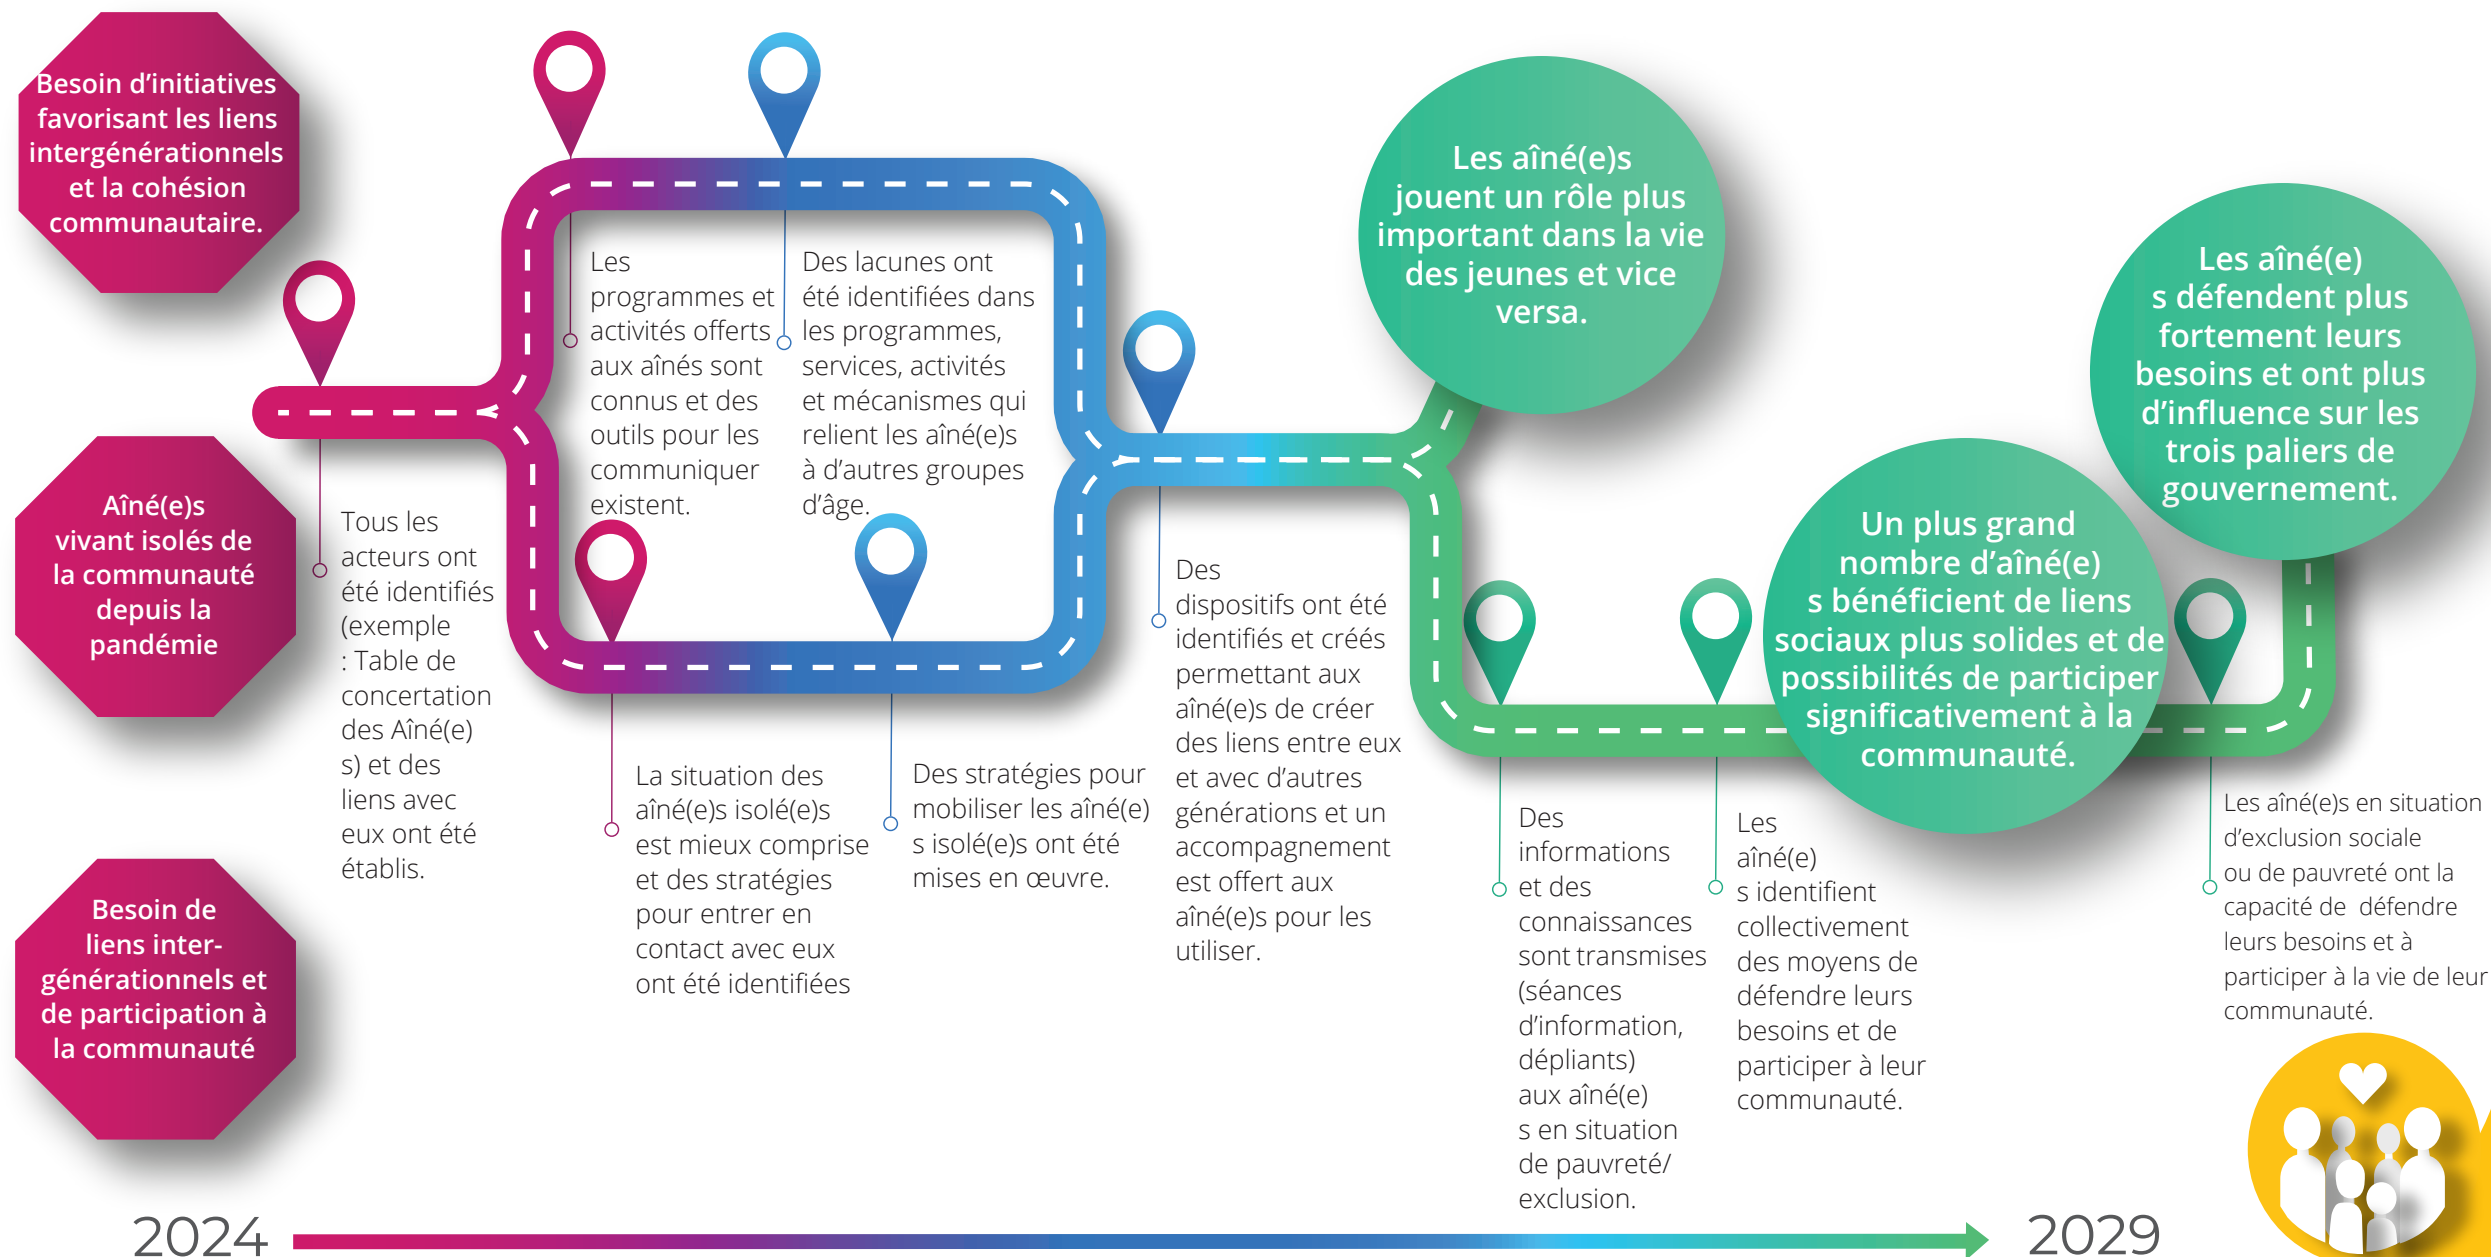 Besoin d'initiatives
favorisant les liens
intergénérationnels
et la cohésion
communautaire.
Aîné(e)s
vivant isolés de
la communauté
depuis la
pandémie
Besoin de
liens inter-
générationnels et
de participation à
la communauté
Tous les
acteurs ont
été identifiés
(exemple
: Table de
concertation
des Aîné(e)
s) et des
liens avec
eux ont été
établis.
Les
programmes et
activités offerts
aux aînés sont
connus et des
outils pour les
communiquer
existent.
Des lacunes ont
été identifiées dans
les programmes,
services, activités
et mécanismes qui
relient les aîné(e)s
à d'autres groupes
d'âge.
La situation des
aîné(e)s isolé(e)s
est mieux comprise
et des stratégies
pour entrer en
contact avec eux
ont été identifiées
Des stratégies pour
mobiliser les aîné(e)
s isolé(e)s ont été
mises en œuvre.
Des
dispositifs ont été
identifiés et créés
permettant aux
aîné(e)s de créer
des liens entre eux
et avec d'autres
générations et un
accompagnement
est offert aux
aîné(e)s pour les
utiliser.
Les aîné(e)s
jouent un rôle plus
important dans la vie
des jeunes et vice
versa.
Des
informations
et des
connaissances
sont transmises
(séances
d'information,
dépliants)
aux aîné(e)
s en situation
de pauvreté/
exclusion.
Les
aîné(e)
s identifient
collectivement
des moyens de
défendre leurs
besoins et de
participer à leur
communauté.
Un plus grand
nombre d'aîné(e)
s bénéficient de liens
sociaux plus solides et de
possibilités de participer
significativement à la
communauté.
Les aîné(e)
s défendent plus
fortement leurs
besoins et ont plus
d'influence sur les
trois paliers de
gouvernement.
Les aîné(e)s en situation
d'exclusion sociale
ou de pauvreté ont la
capacité de  défendre
leurs besoins et à
participer à la vie de leur
communauté.
2024
2029